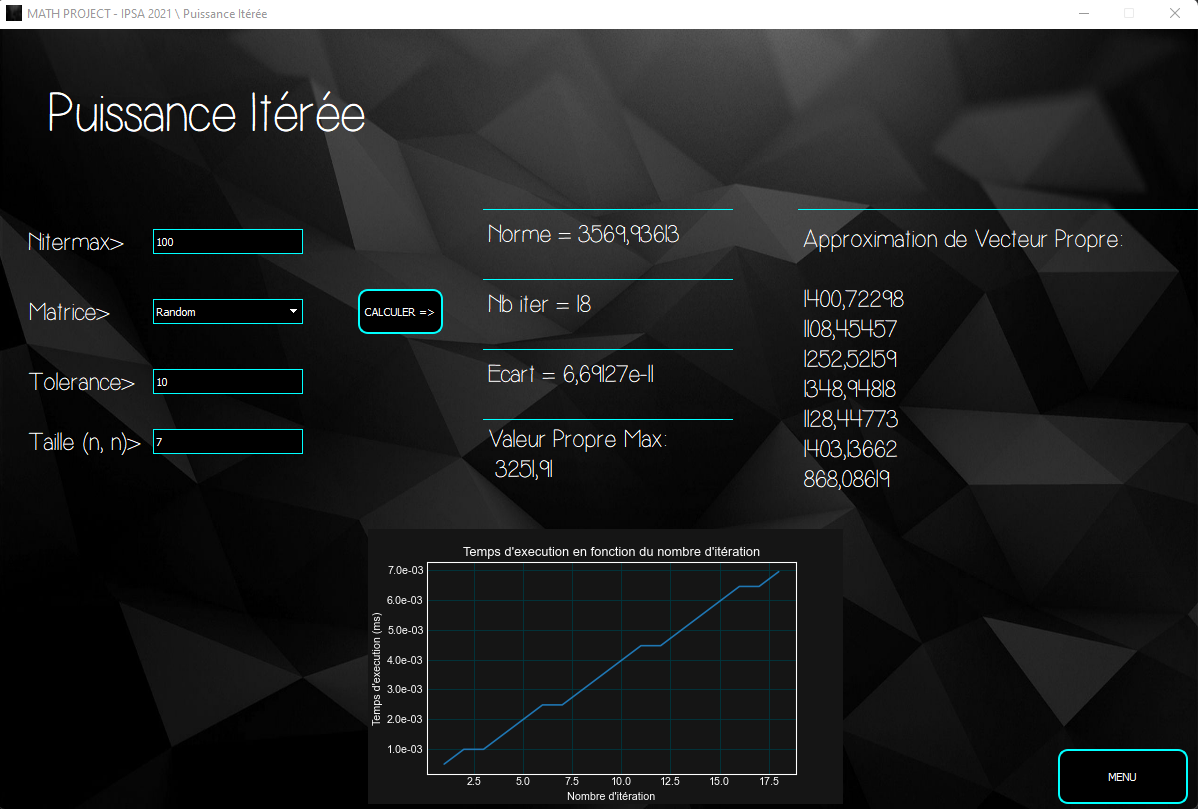 MATH PROJECT - IPSA 2021 \ Puissance Itérée
Puissance Itérée
Nitermax> 100
Matrice> Random
Tolerance> 10
Taille (n, n)> 7
CALCULER =>
Norme = 3569,93613
Nb iter = 18
Ecart = 6,69127e-11
Valeur Propre Max:
3251,91
Approximation de Vecteur Propre:
1400,72298
1108,45457
1252,52159
1348,94818
1128,44773
1403,13662
868,08619
Temps d'execution en fonction du nombre d'itération
Temps d'execution (ms)
7.0e-03
6.0e-03
5.0e-03
4.0e-03
3.0e-03
2.0e-03
1.0e-03
2.5 5.0 7.5 10.0 12.5 15.0 17.5
Nombre d'itération
MENU